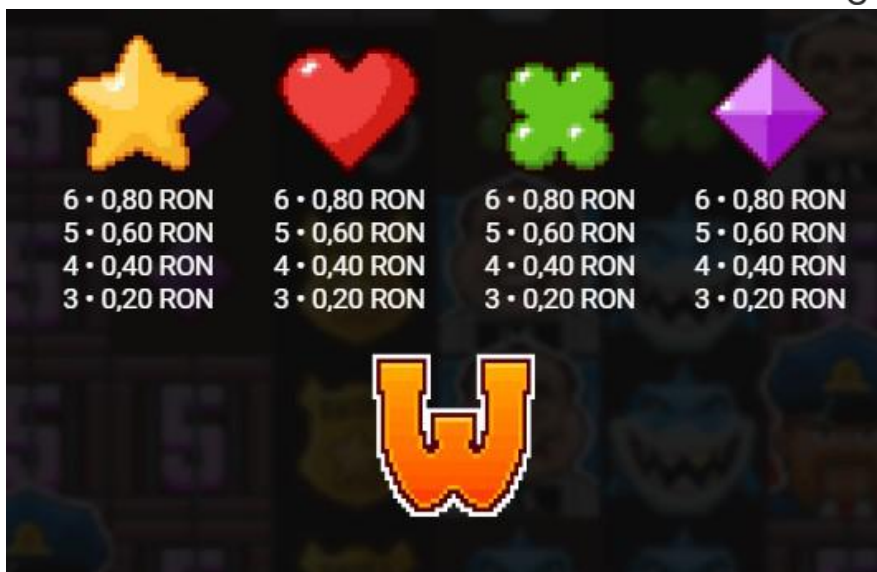 6 • 0,80 RON 6 • 0,80 RON 6 • 0,80 RON 6 • 0,80 RON
5 • 0,60 RON 5 • 0,60 RON 5 • 0,60 RON 5 • 0,60 RON
4 • 0,40 RON 4 • 0,40 RON 4 • 0,40 RON 4 • 0,40 RON
3 • 0,20 RON 3 • 0,20 RON 3 • 0,20 RON 3 • 0,20 RON
W